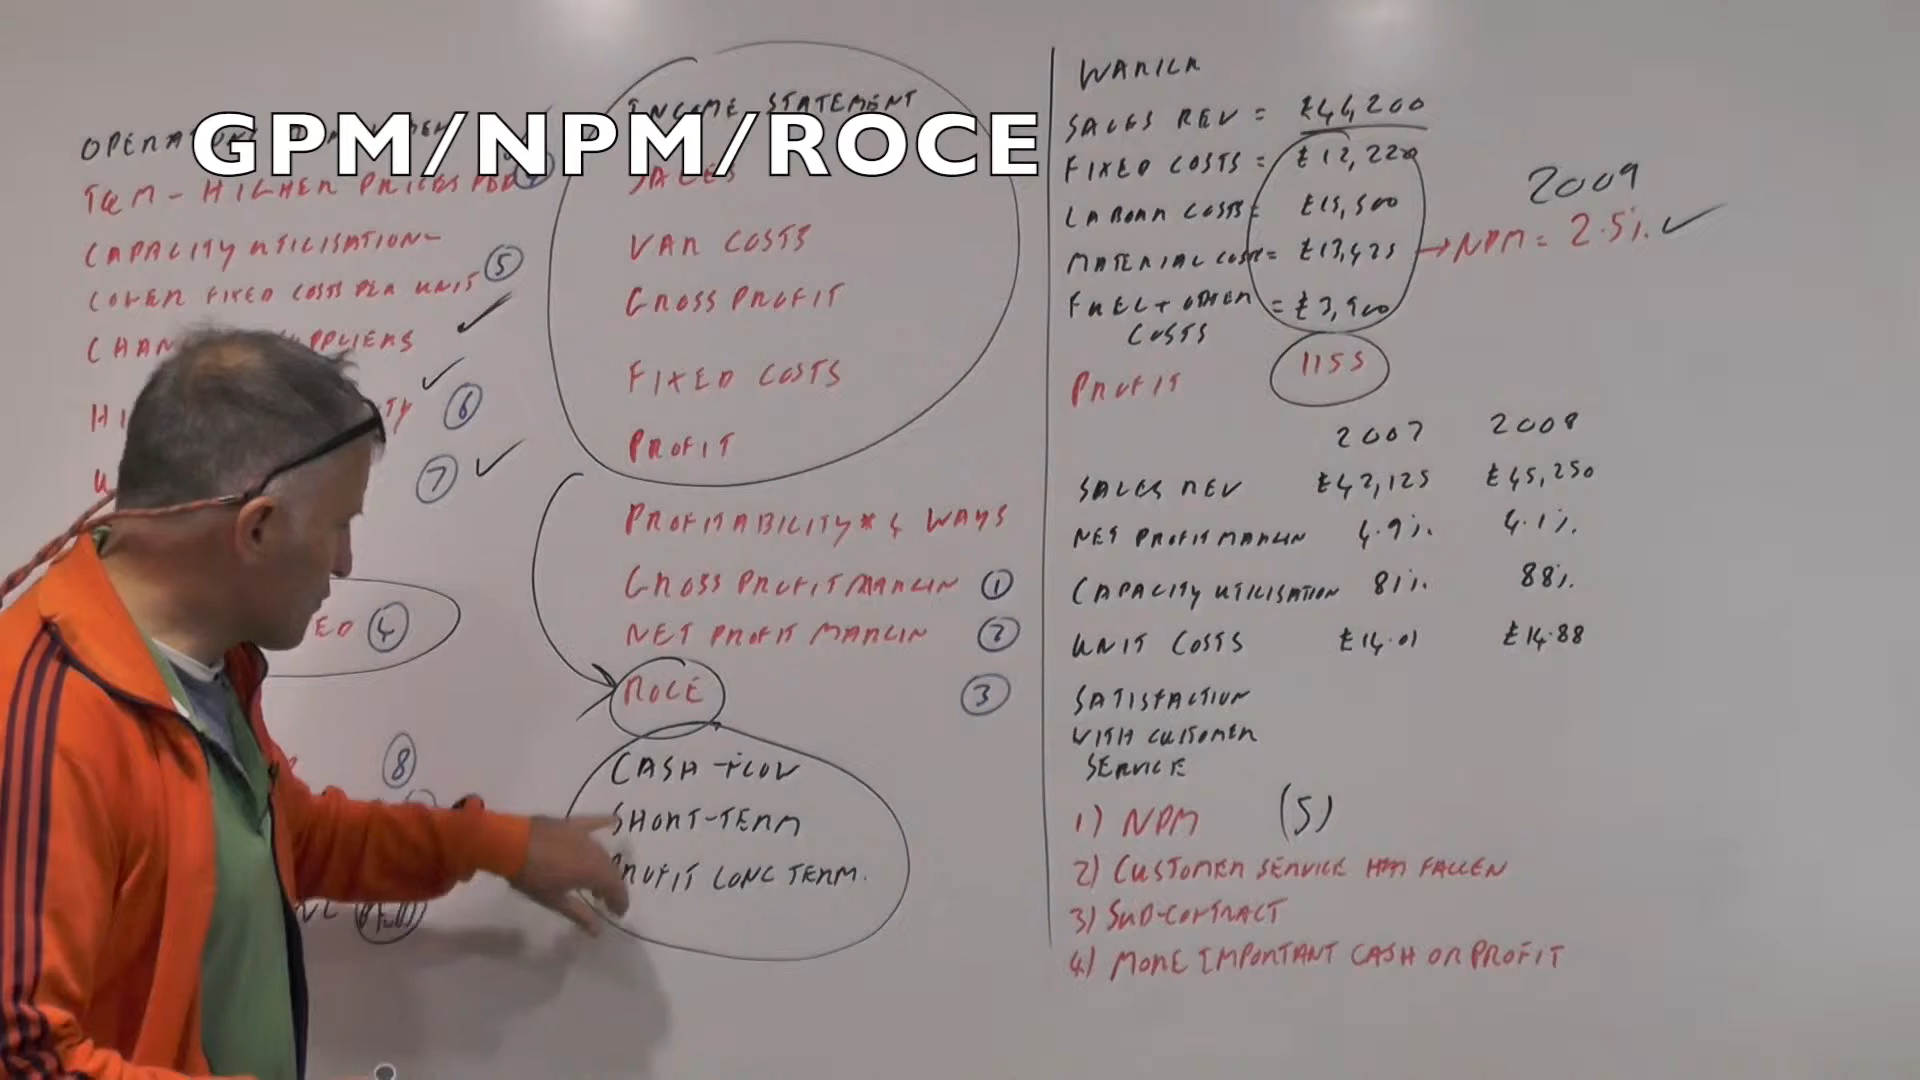 GPM/NPM/ROCE
TQM - HIGHER PRICES
CAPACITY UTILISATION -
LOWER FIXED COSTS PER UNIT 5
6
7
4
8
INCOME STATEMENT
SALES
VAR COSTS
GROSS PROFIT
FIXED COSTS
PROFIT
PROFITABILITY * 4 WAYS
GROSS PROFIT MARGIN 1
NET PROFIT MARGIN 2
ROCE 3
CASH FLOW
SHORT-TERM
PROFIT LONG TERM.
SALES REV = £46,200
FIXED COSTS = £12,220
LABOUR COSTS = £15,500
MATERIAL COSTS = £13,425
FUEL + OTHER = £3,900
COSTS
PROFIT 1155
2009
→ NPM = 2.5%. ✓
2007 2008
SALES REV £42,125 £45,250
NET PROFIT MARGIN 4.9%. 4.1%.
CAPACITY UTILISATION 81%. 88%.
UNIT COSTS £14.01 £14.88
SATISFACTION
WITH CUSTOMER
SERVICE
1) NPM (5)
2) CUSTOMER SERVICE HAS FALLEN
3) SUB-CONTRACT
4) MORE IMPORTANT CASH OR PROFIT